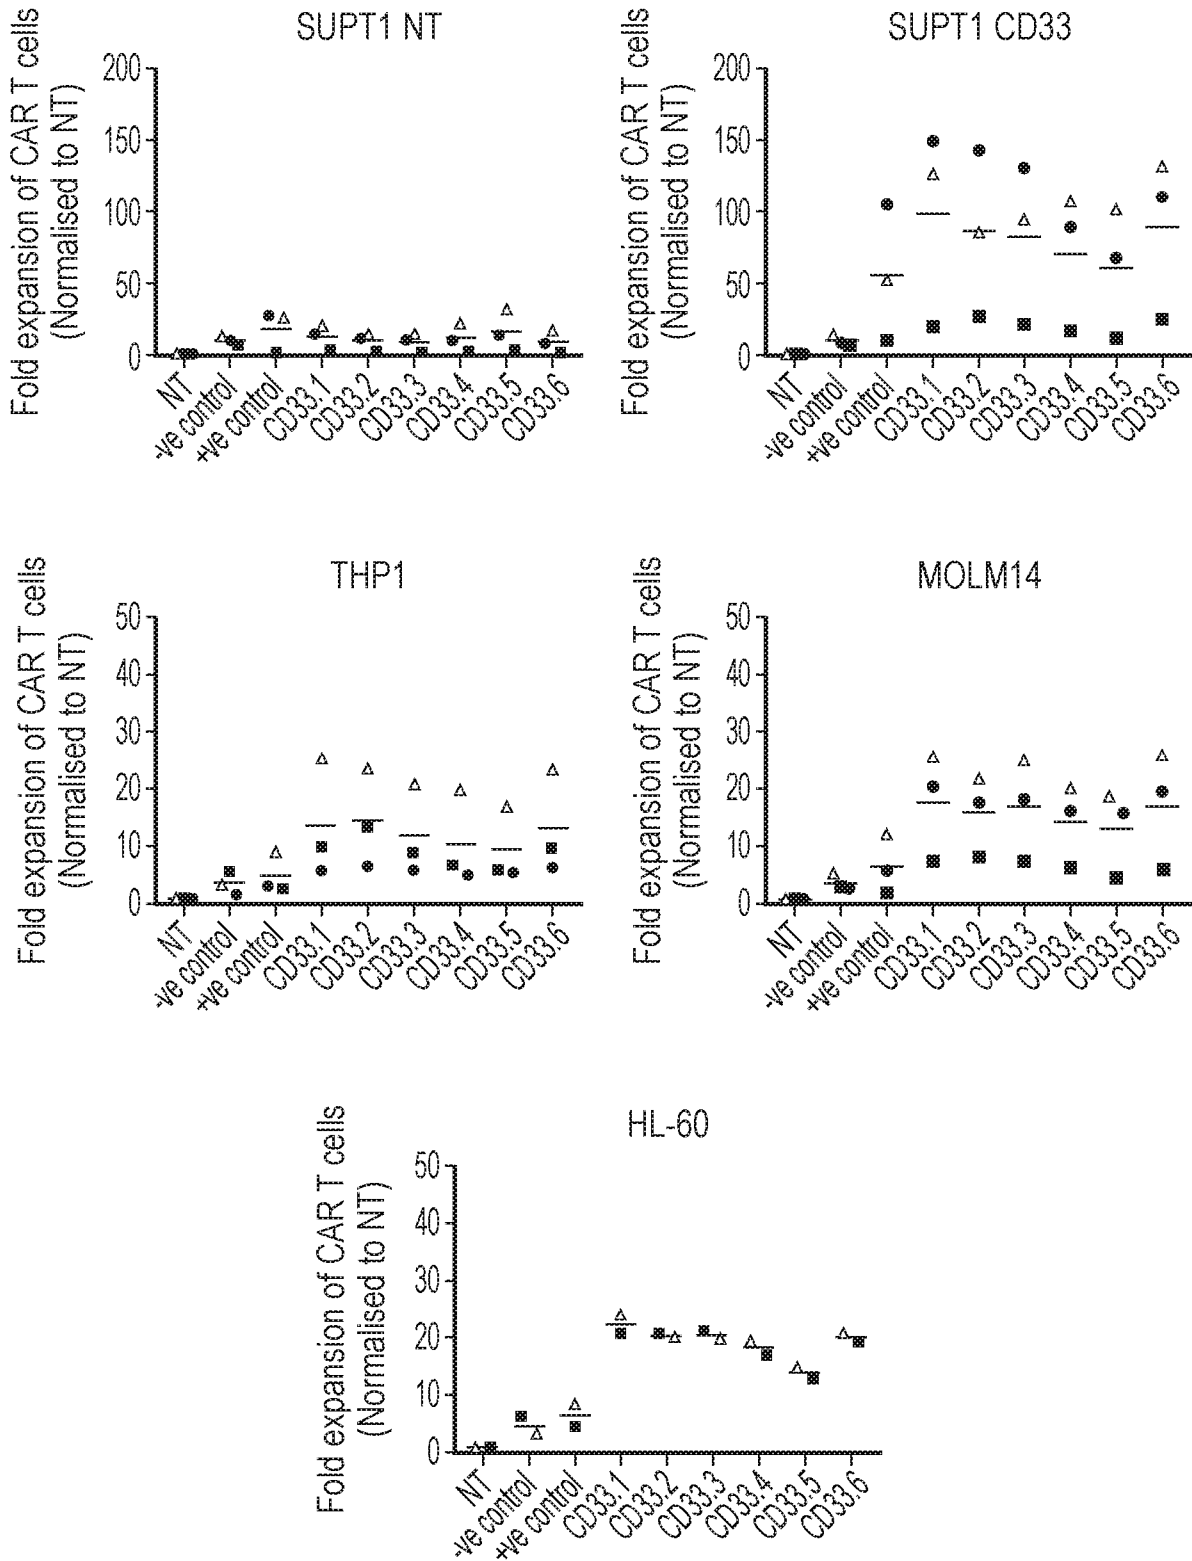 SUPT1 NT
Fold expansion of CAR T cells
(Normalised to NT)
200
150
100
50
0
NT
-ve control
+ve control
CD33.1
CD33.2
CD33.3
CD33.4
CD33.5
CD33.6
SUPT1 CD33
Fold expansion of CAR T cells
(Normalised to NT)
200
150
100
50
0
NT
-ve control
+ve control
CD33.1
CD33.2
CD33.3
CD33.4
CD33.5
CD33.6
THP1
Fold expansion of CAR T cells
(Normalised to NT)
50
40
30
20
10
0
NT
-ve control
+ve control
CD33.1
CD33.2
CD33.3
CD33.4
CD33.5
CD33.6
MOLM14
Fold expansion of CAR T cells
(Normalised to NT)
50
40
30
20
10
0
NT
-ve control
+ve control
CD33.1
CD33.2
CD33.3
CD33.4
CD33.5
CD33.6
HL-60
Fold expansion of CAR T cells
(Normalised to NT)
50
40
30
20
10
0
NT
-ve control
+ve control
CD33.1
CD33.2
CD33.3
CD33.4
CD33.5
CD33.6